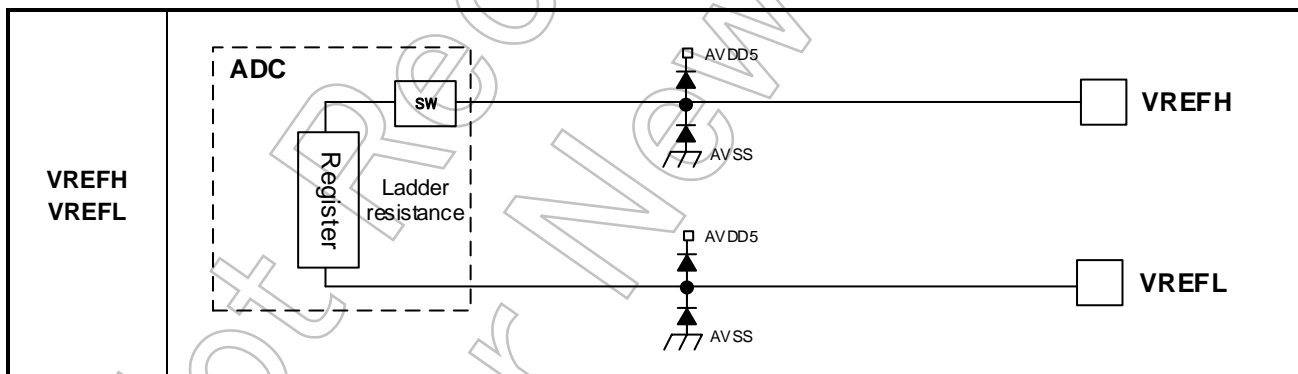 VREFH
VREFL
ADC
SW
Register
Ladder
resistance
AVDD5
AVSS
VREFH
AVDD5
AVSS
VREFL